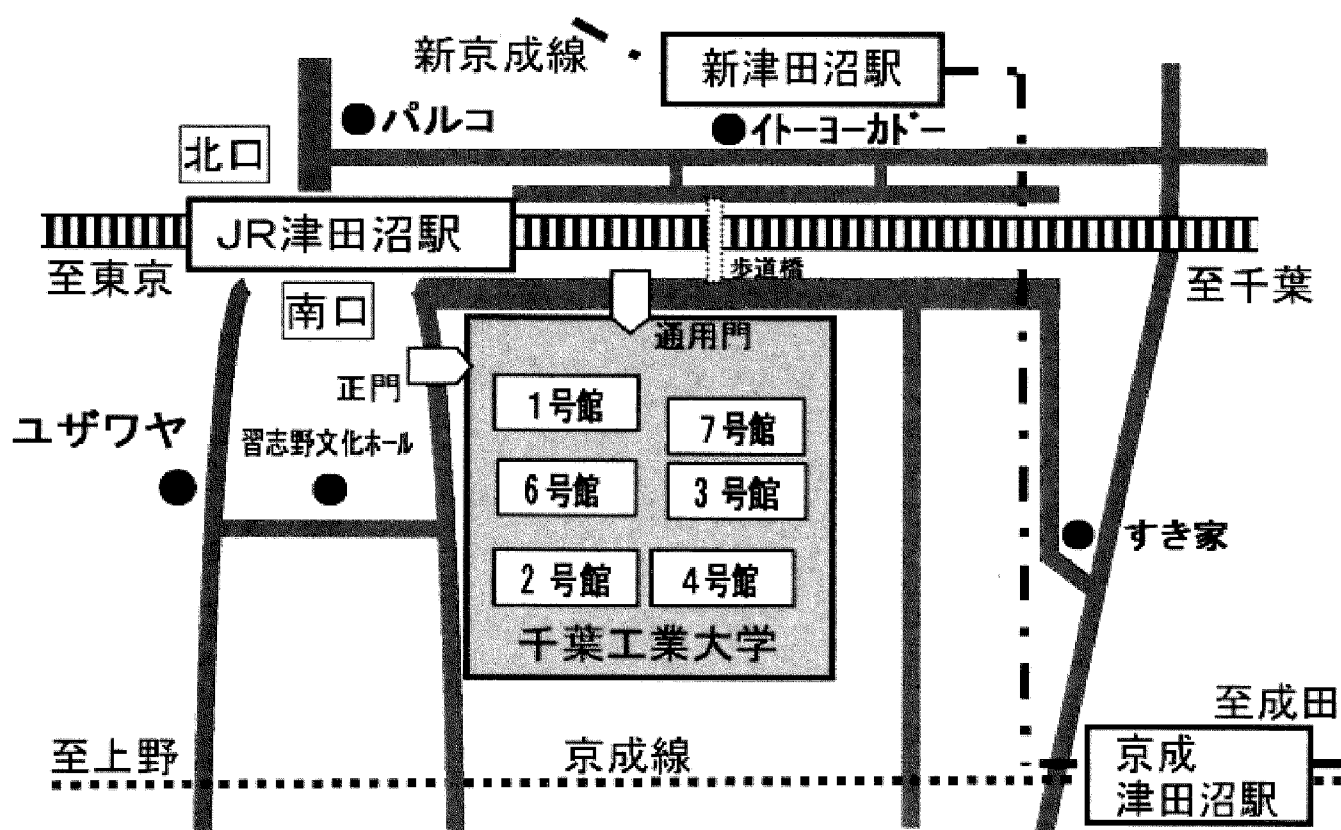 新京成線
新津田沼駅
パルコ
イトーヨーカドー
北口
JR津田沼駅
至東京
歩道橋
至千葉
南口
通用門
正門
1号館
7号館
ユザワヤ
習志野文化ホール
6号館
3号館
すき家
2号館
4号館
千葉工業大学
至成田
至上野
京成線
京成
津田沼駅